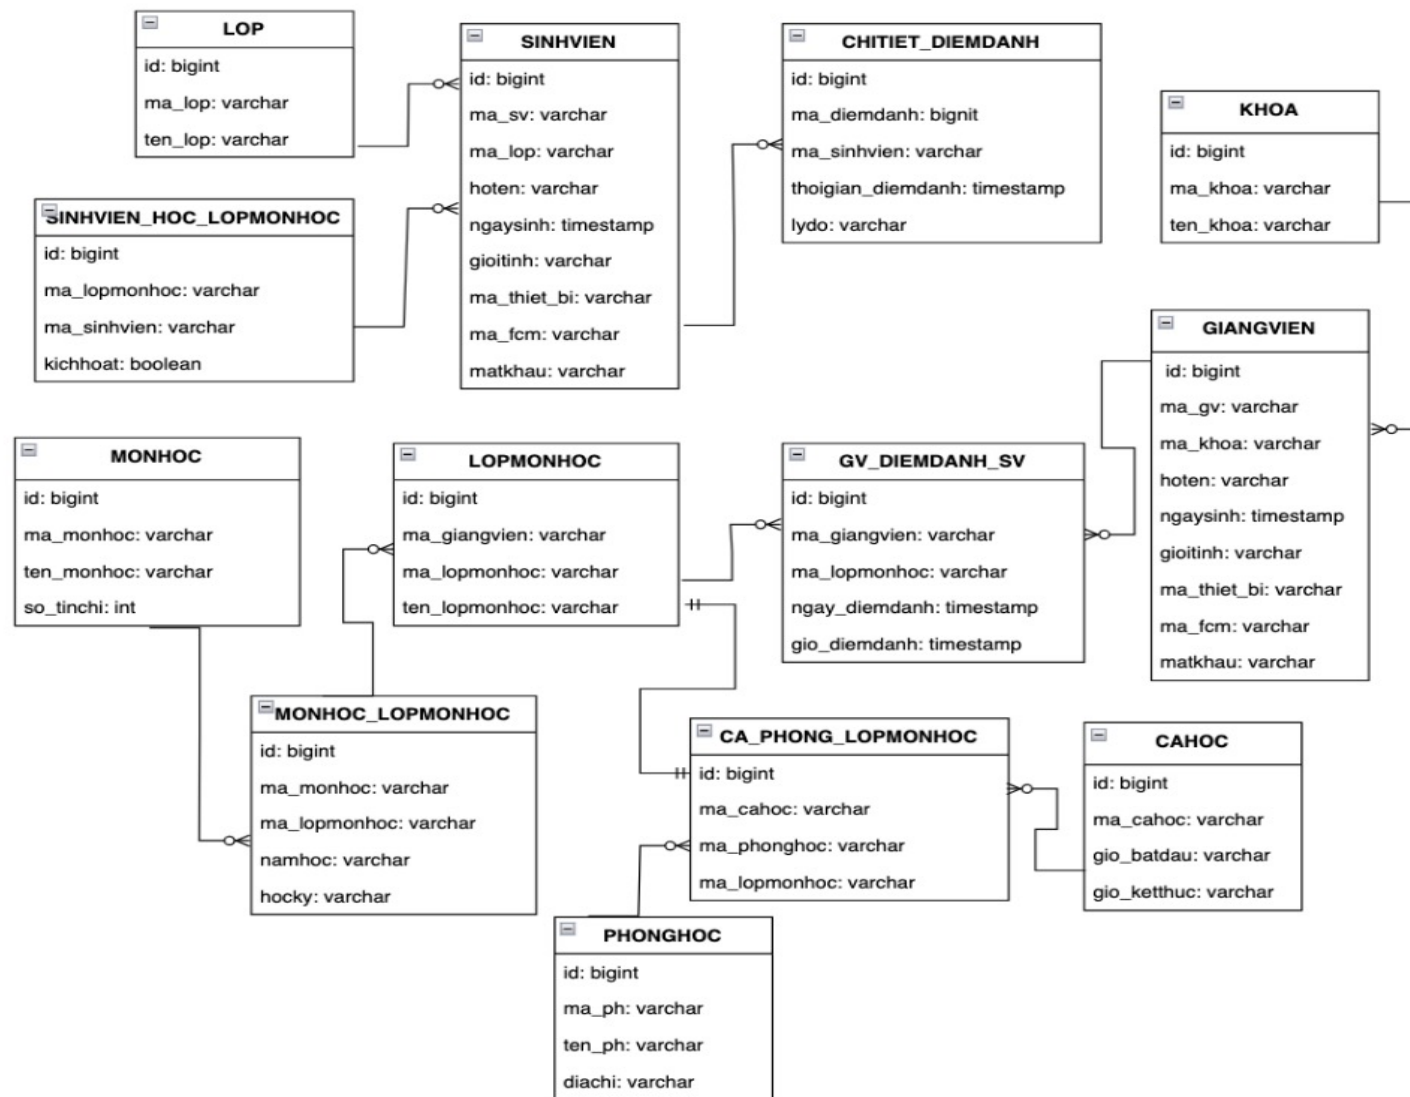 LOP
id: bigint
ma_lop: varchar
ten_lop: varchar
SINHVIEN
id: bigint
ma_sv: varchar
ma_lop: varchar
hoten: varchar
ngaysinh: timestamp
gioitinh: varchar
ma_thiet_bi: varchar
ma_fcm: varchar
matkhau: varchar
CHITIET_DIEMDANH
id: bigint
ma_diemdanh: bignit
ma_sinhvien: varchar
thoigian_diemdanh: timestamp
lydo: varchar
KHOA
id: bigint
ma_khoa: varchar
ten_khoa: varchar
SINHVIEN_HOC_LOPMONHOC
id: bigint
ma_lopmonhoc: varchar
ma_sinhvien: varchar
kichhoat: boolean
GIANGVIEN
id: bigint
ma_gv: varchar
ma_khoa: varchar
hoten: varchar
ngaysinh: timestamp
gioitinh: varchar
ma_thiet_bi: varchar
ma_fcm: varchar
matkhau: varchar
MONHOC
id: bigint
ma_monhoc: varchar
ten_monhoc: varchar
so_tinchi: int
LOPMONHOC
id: bigint
ma_giangvien: varchar
ma_lopmonhoc: varchar
ten_lopmonhoc: varchar
GV_DIEMDANH_SV
id: bigint
ma_giangvien: varchar
ma_lopmonhoc: varchar
ngay_diemdanh: timestamp
gio_diemdanh: timestamp
MONHOC_LOPMONHOC
id: bigint
ma_monhoc: varchar
ma_lopmonhoc: varchar
namhoc: varchar
hocky: varchar
CA_PHONG_LOPMONHOC
id: bigint
ma_cahoc: varchar
ma_phonghoc: varchar
ma_lopmonhoc: varchar
CAHOC
id: bigint
ma_cahoc: varchar
gio_batdau: varchar
gio_ketthuc: varchar
PHONGHOC
id: bigint
ma_ph: varchar
ten_ph: varchar
diachi: varchar